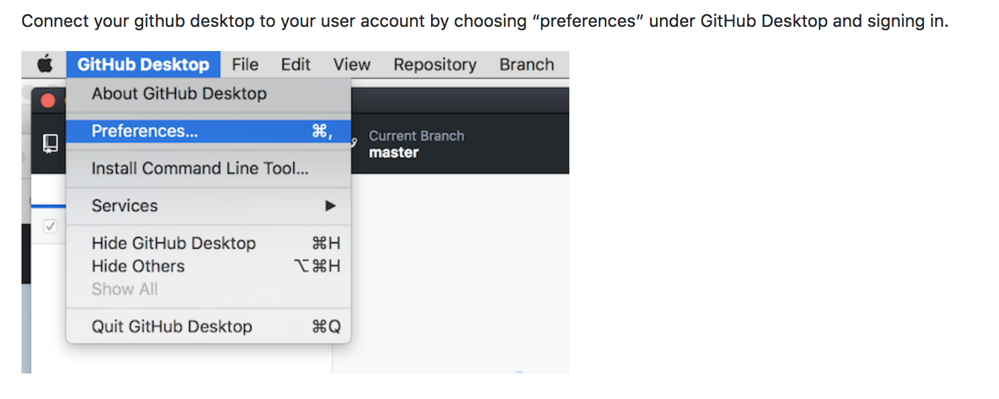 Connect your github desktop to your user account by choosing “preferences” under GitHub Desktop and signing in.
GitHub Desktop File Edit View Repository Branch
About GitHub Desktop
Preferences... ⌘,
Current Branch
master
Install Command Line Tool...
Services ▶
Hide GitHub Desktop ⌘H
Hide Others ⌥⌘H
Show All
Quit GitHub Desktop ⌘Q